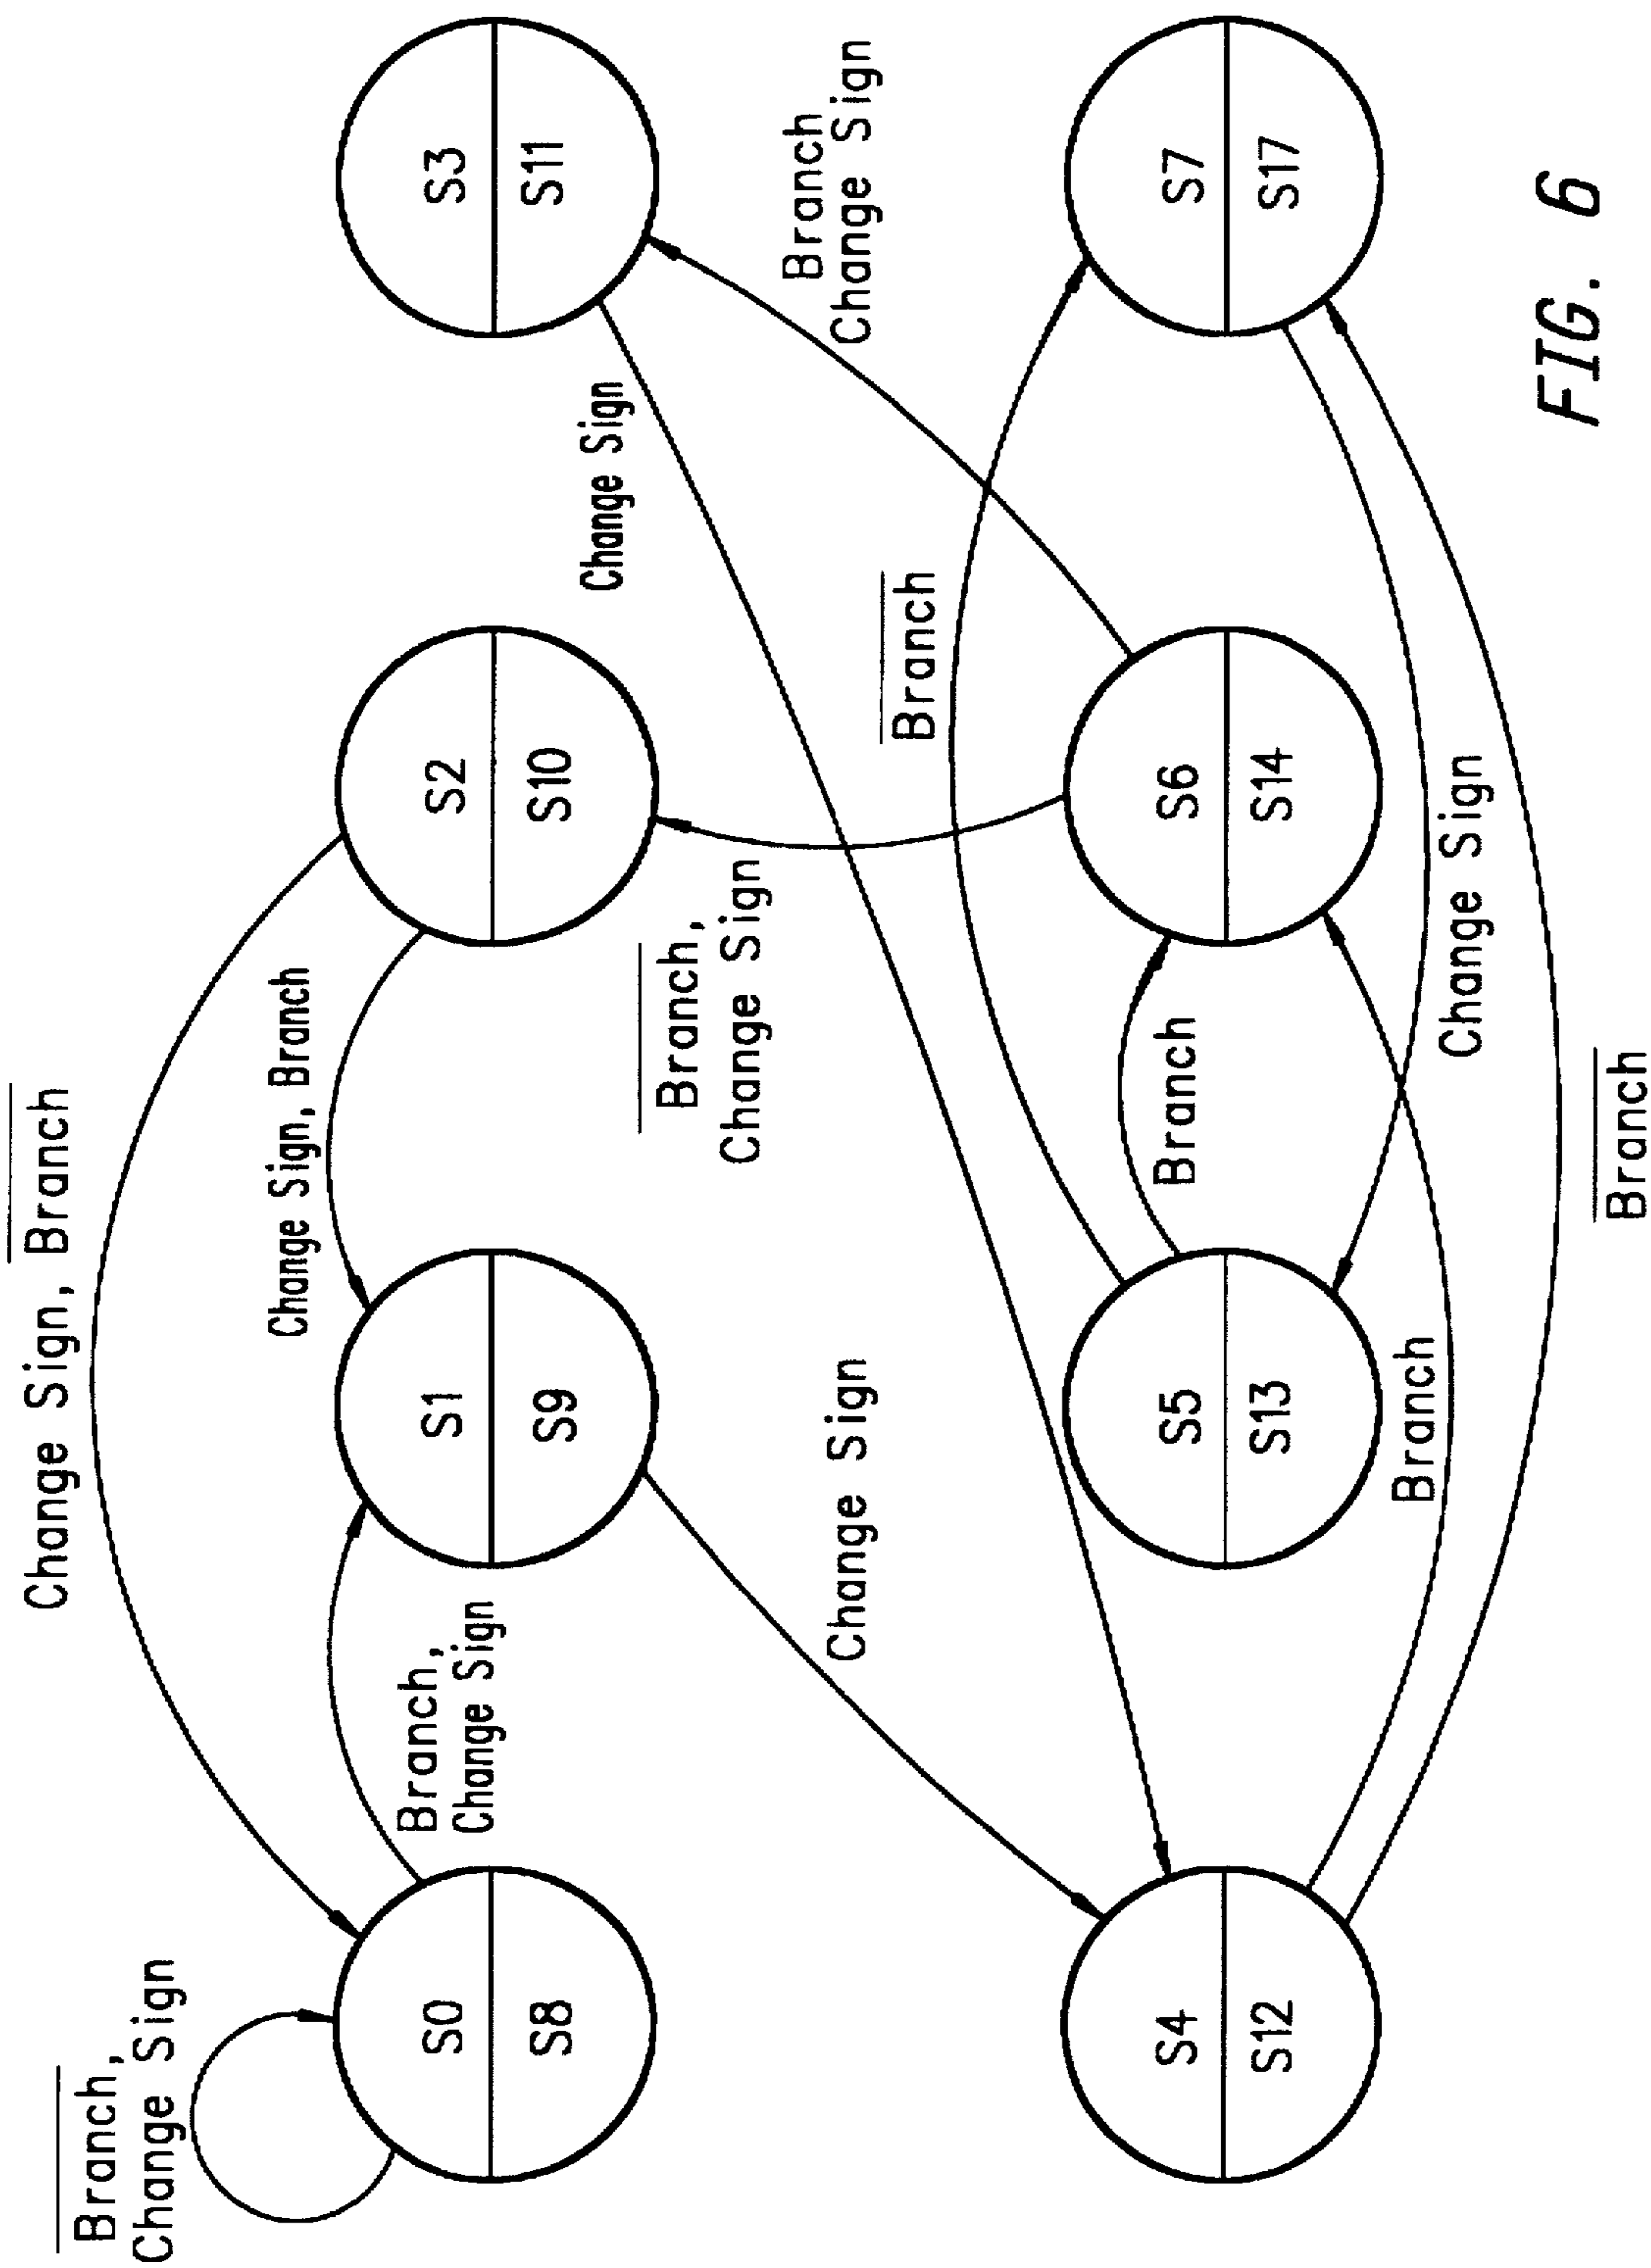 Change Sign, Branch
Branch,
Change Sign
Change Sign, Branch
Branch,
Change Sign
S0
S8
S1
S9
S2
S10
S3
S11
Branch,
Change Sign
Change Sign
Branch
Change Sign
Change Sign
Branch
S4
S12
S5
S13
Branch
S6
S14
S7
S17
Branch
Change Sign
Branch
FIG. 6